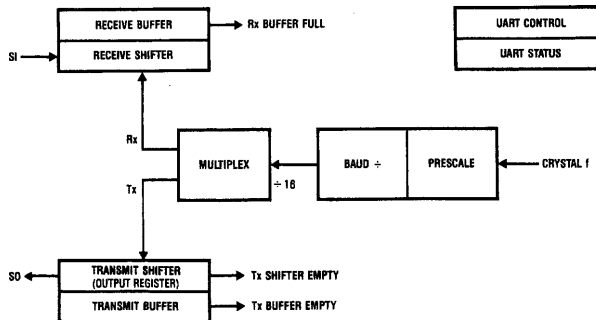 RECEIVE BUFFER
Rx BUFFER FULL
SI
RECEIVE SHIFTER
UART CONTROL
UART STATUS
Rx
MULTIPLEX
÷ 16
BAUD ÷
PRESCALE
CRYSTAL f
Tx
SO
TRANSMIT SHIFTER
(OUTPUT REGISTER)
Tx SHIFTER EMPTY
TRANSMIT BUFFER
Tx BUFFER EMPTY